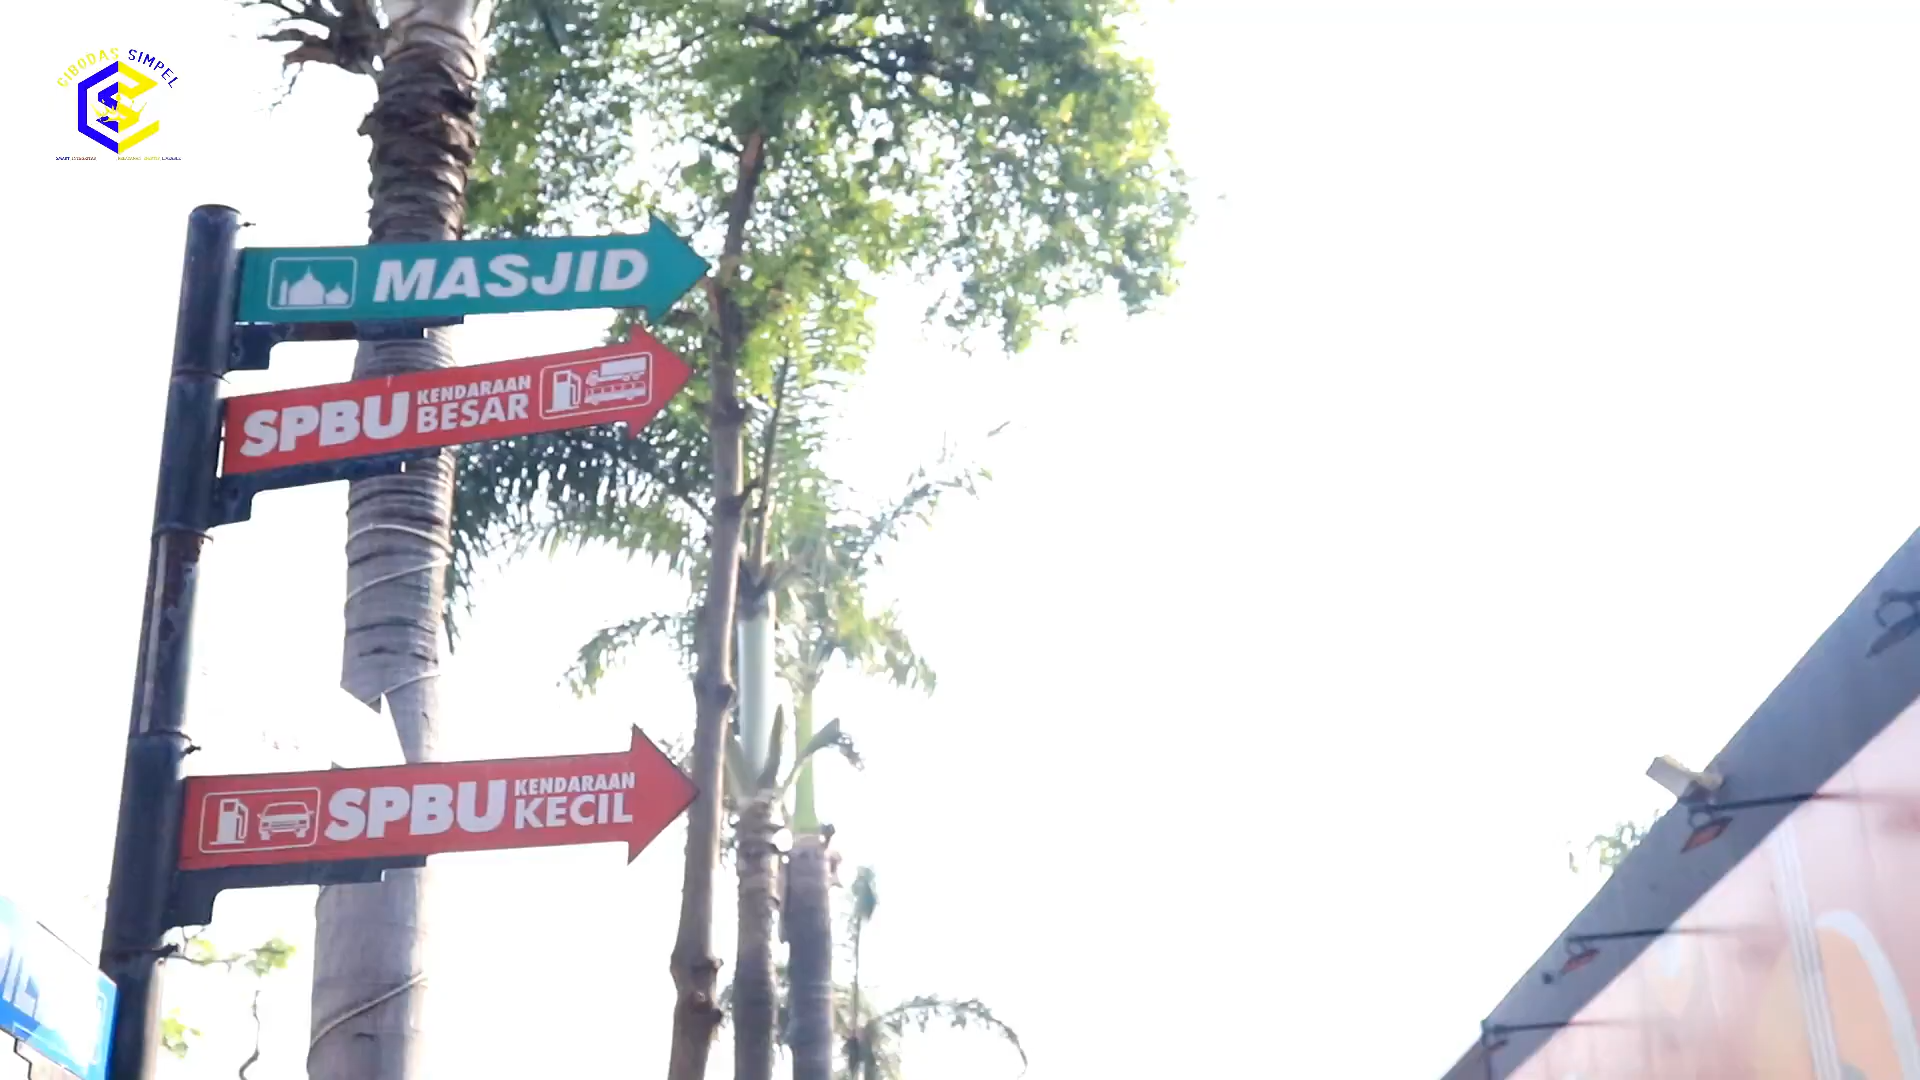 CIBODAS SIMPEL
MASJID
SPBU KENDARAAN
BESAR
SPBU KENDARAAN
KECIL